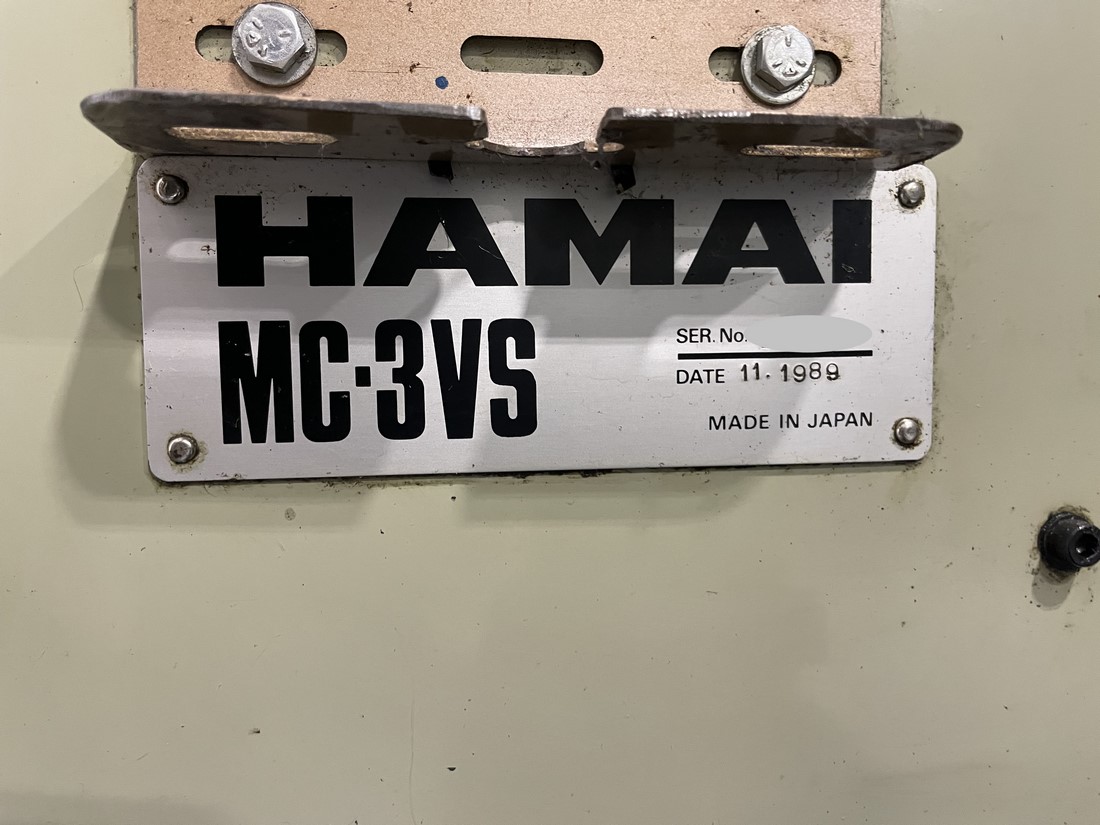 HAMAI
MC-3VS
SER. No.
DATE 11.1989
MADE IN JAPAN